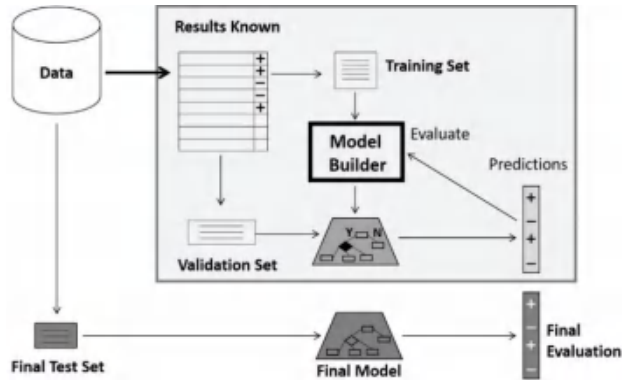 Results Known
Data
+
+
−
−
+
Training Set
Model
Builder
Evaluate
Predictions
Y N
+
−
+
−
Validation Set
Final Test Set
Final Model
+
−
+
−
Final
Evaluation